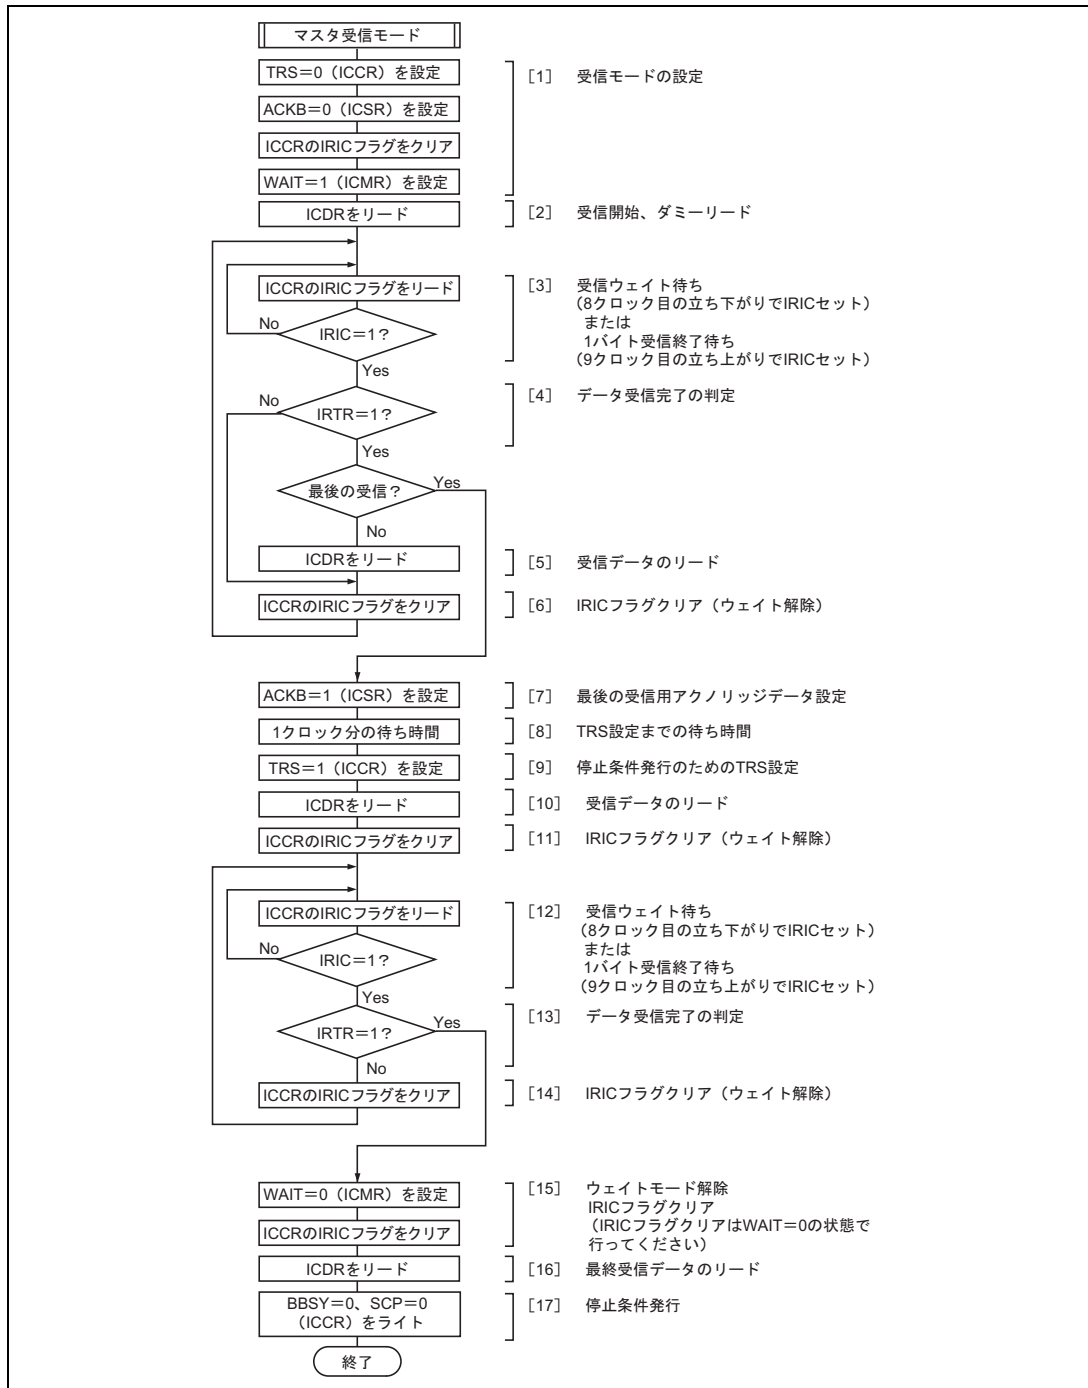 マスタ受信モード
TRS=0（ICCR）を設定
［1］ 受信モードの設定
ACKB=0（ICSR）を設定
ICCRのIRICフラグをクリア
WAIT=1（ICMR）を設定
ICDRをリード
［2］ 受信開始、ダミーリード
ICCRのIRICフラグをリード
［3］ 受信ウェイト待ち
（8クロック目の立ち下がりでIRICセット）
または
1バイト受信終了待ち
（9クロック目の立ち上がりでIRICセット）
No
IRIC=1？
Yes
［4］ データ受信完了の判定
No
IRTR=1？
Yes
最後の受信？
Yes
No
ICDRをリード
［5］ 受信データのリード
ICCRのIRICフラグをクリア
［6］ IRICフラグクリア（ウェイト解除）
ACKB=1（ICSR）を設定
［7］ 最後の受信用アクノリッジデータ設定
1クロック分の待ち時間
［8］ TRS設定までの待ち時間
TRS=1（ICCR）を設定
［9］ 停止条件発行のためのTRS設定
ICDRをリード
［10］ 受信データのリード
ICCRのIRICフラグをクリア
［11］ IRICフラグクリア（ウェイト解除）
ICCRのIRICフラグをリード
［12］ 受信ウェイト待ち
（8クロック目の立ち下がりでIRICセット）
または
1バイト受信終了待ち
（9クロック目の立ち上がりでIRICセット）
No
IRIC=1？
Yes
［13］ データ受信完了の判定
IRTR=1？
Yes
No
ICCRのIRICフラグをクリア
［14］ IRICフラグクリア（ウェイト解除）
WAIT=0（ICMR）を設定
［15］ ウェイトモード解除
IRICフラグクリア
（IRICフラグクリアはWAIT=0の状態で
行ってください）
ICCRのIRICフラグをクリア
ICDRをリード
［16］ 最終受信データのリード
BBSY=0、SCP=0
（ICCR）をライト
［17］ 停止条件発行
終了